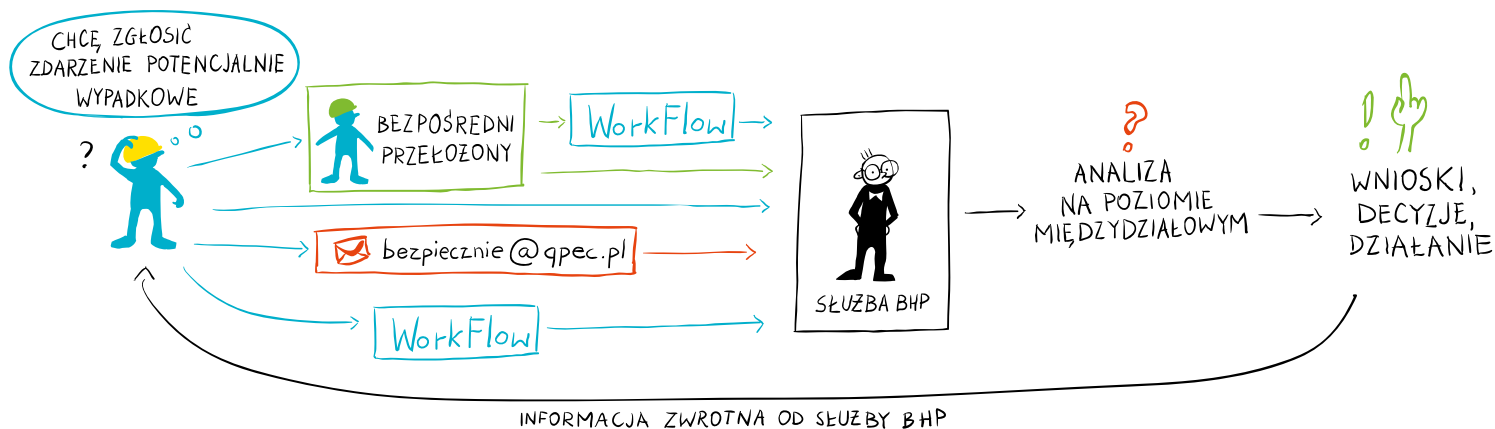 CHCĘ ZGŁOSIĆ
ZDARZENIE POTENCJALNIE
WYPADKOWE
?
BEZPOŚREDNI
PRZEŁOŻONY
WorkFlow
bezpiecznie@qpec.pl
WorkFlow
SŁUŻBA BHP
?
ANALIZA
NA POZIOMIE
MIĘDZYDZIAŁOWYM
!
WNIOSKI,
DECYZJE,
DZIAŁANIE
INFORMACJA ZWROTNA OD SŁUŻBY BHP